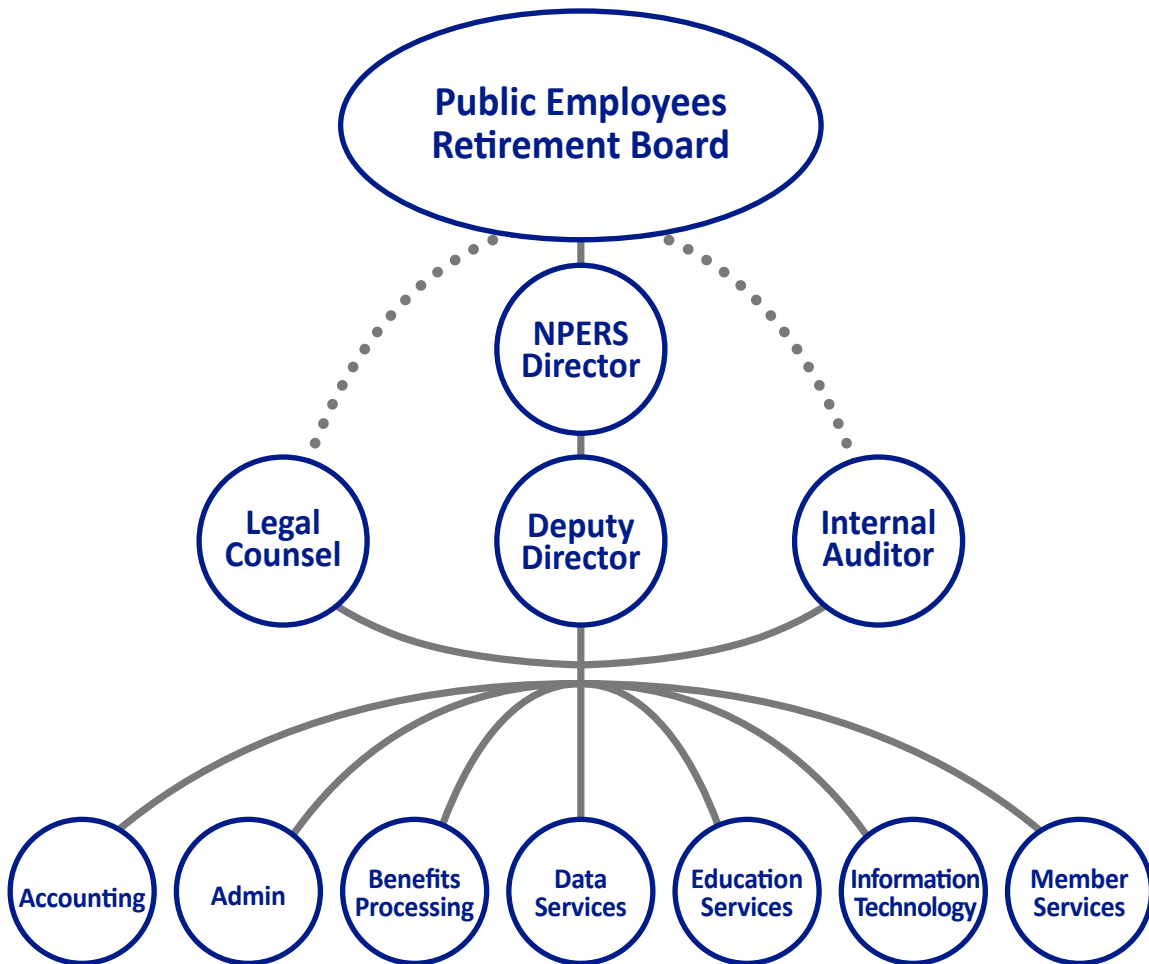 Public Employees
Retirement Board
NPERS
Director
Legal
Counsel
Deputy
Director
Internal
Auditor
Accounting
Admin
Benefits
Processing
Data
Services
Education
Services
Information
Technology
Member
Services